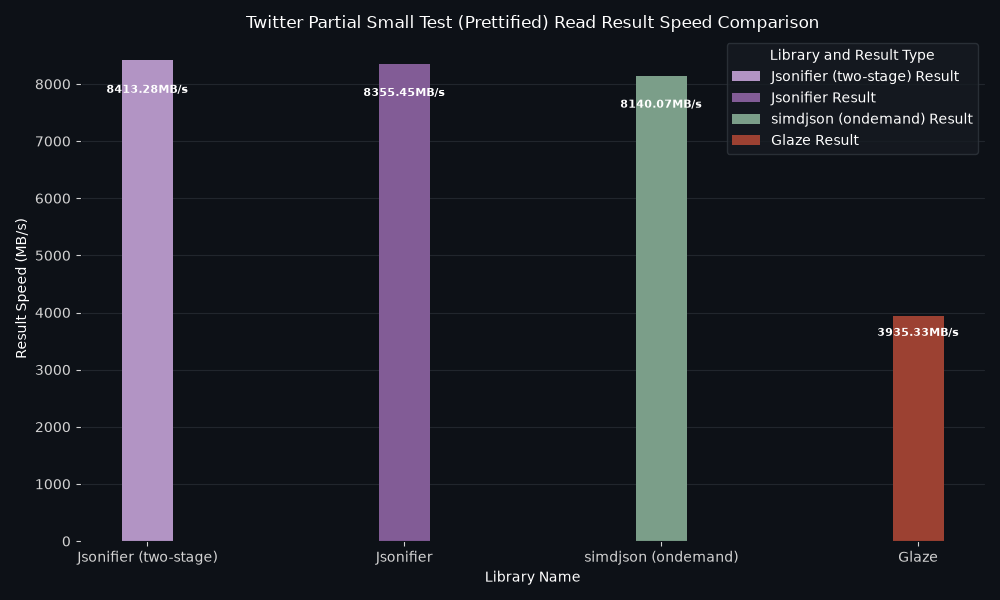 Twitter Partial Small Test (Prettified) Read Result Speed Comparison
Library and Result Type
Jsonifier (two-stage) Result
Jsonifier Result
simdjson (ondemand) Result
Glaze Result
8413.28MB/s
8355.45MB/s
8140.07MB/s
3935.33MB/s
Result Speed (MB/s)
8000
7000
6000
5000
4000
3000
2000
1000
0
Jsonifier (two-stage)
Jsonifier
simdjson (ondemand)
Glaze
Library Name